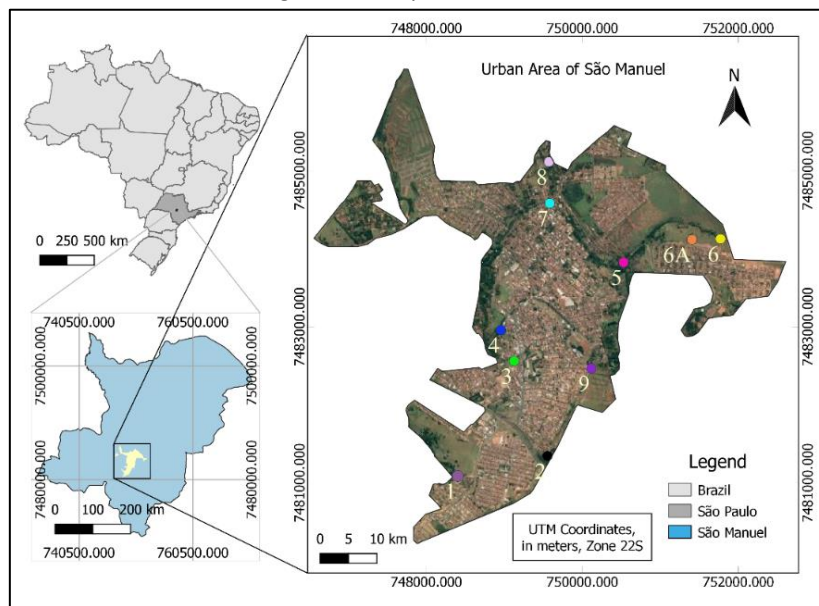 748000.000
750000.000
752000.000
Urban Area of São Manuel
N
7485000.000
7485000.000
8
7
6A
6
5
7483000.000
7483000.000
4
3
9
2
1
7481000.000
7481000.000
Legend
Brazil
São Paulo
São Manuel
UTM Coordinates,
in meters, Zone 22S
0 5 10 km
748000.000
750000.000
752000.000
0 250 500 km
740500.000
760500.000
7500000.000
7500000.000
7480000.000
7480000.000
0 100 200 km
740500.000
760500.000